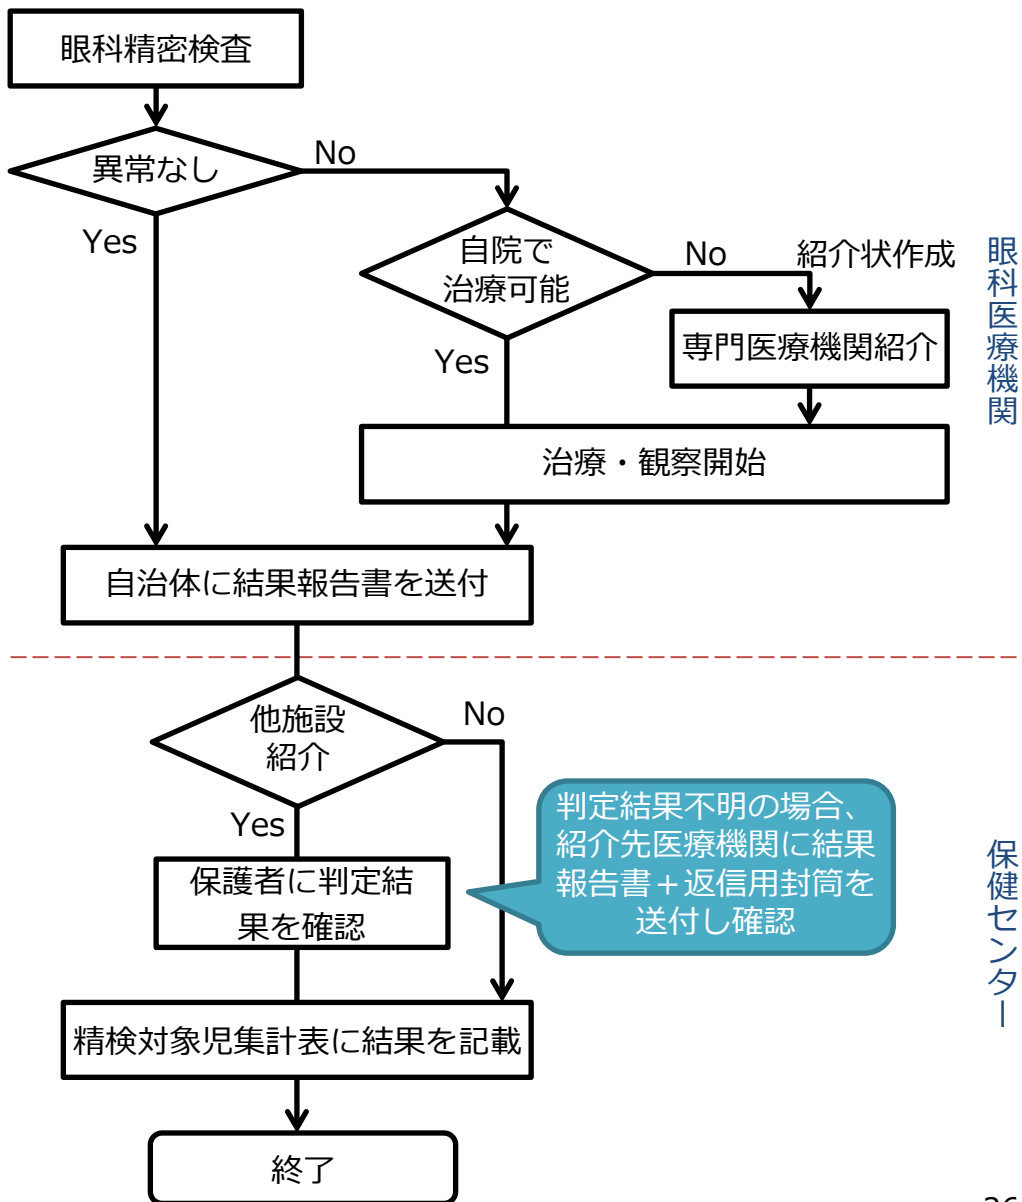 眼科精密検査
異常なし
No
Yes
自院で
治療可能
No
紹介状作成
専門医療機関紹介
Yes
治療・観察開始
自治体に結果報告書を送付
眼科医療機関
他施設
紹介
No
Yes
保護者に判定結
果を確認
判定結果不明の場合、
紹介先医療機関に結果
報告書＋返信用封筒を
送付し確認
精検対象児集計表に結果を記載
終了
保健センター